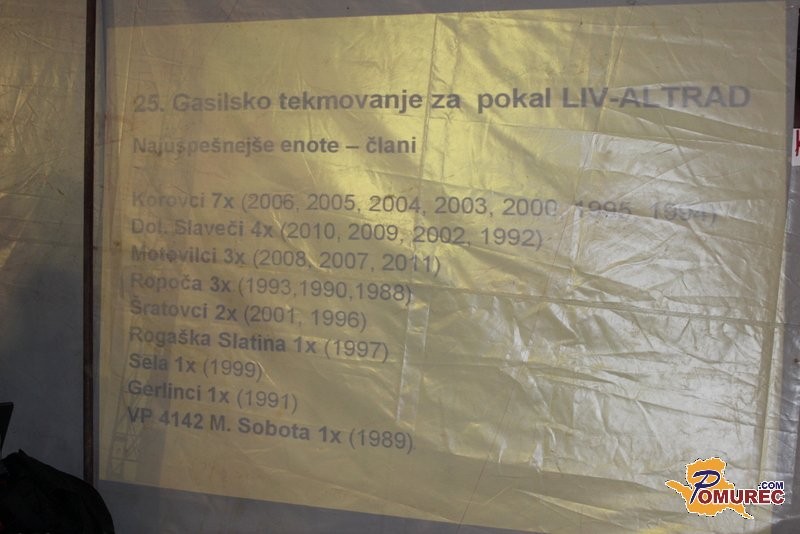 25. Gasilsko tekmovanje za pokal LIV-ALTRAD
Najuspešnejše enote – člani
Korovci 7x (2006, 2005, 2004, 2003, 2000, 1995, 1994)
Dol. Slaveči 4x (2010, 2009, 2002, 1992)
Motovilci 3x (2008, 2007, 2011)
Ropoča 3x (1993,1990,1988)
Šratovci 2x (2001, 1996)
Rogaška Slatina 1x (1997)
Sela 1x (1999)
Gerlinci 1x (1991)
VP 4142 M. Sobota 1x (1989)
POMUREC.COM